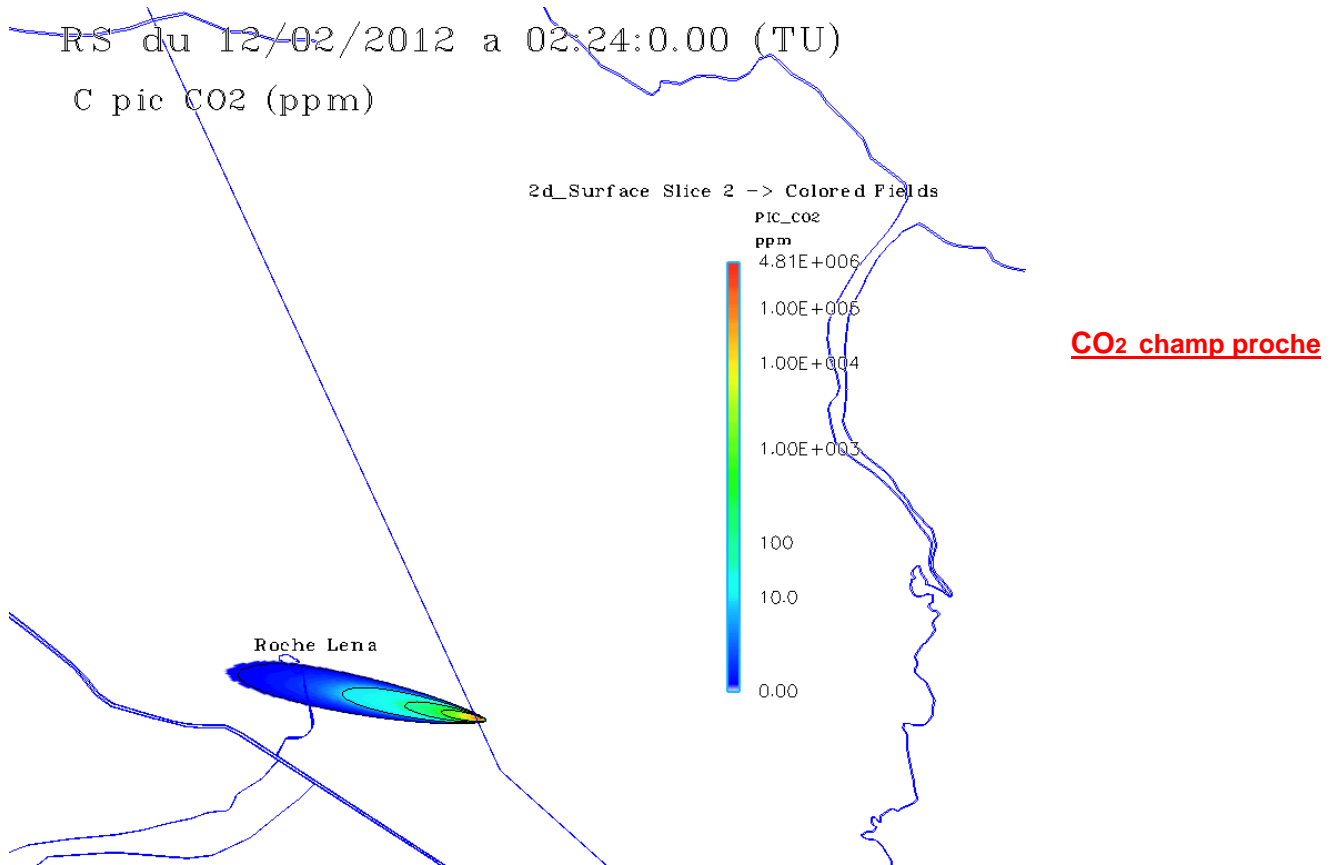 RS du 12/02/2012 a 02:24:0.00 (TU)
C pic CO2 (ppm)
2d_Surface Slice 2 -> Colored Fields
PIC_CO2
ppm
4.81E+006
1.00E+005
1.00E+004
CO2 champ proche
1.00E+003
100
10.0
Roche Lena
0.00